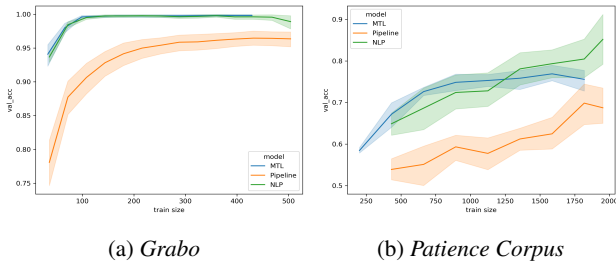 1.00
0.95
0.90
0.85
0.80
0.75
val_acc
100
200
300
400
500
train size
model
MTL
Pipeline
NLP
(a) Grabo
0.9
0.8
0.7
0.6
0.5
val_acc
200
500
750
1000
1250
1500
1750
2000
train size
model
MTL
Pipeline
NLP
(b) Patience Corpus